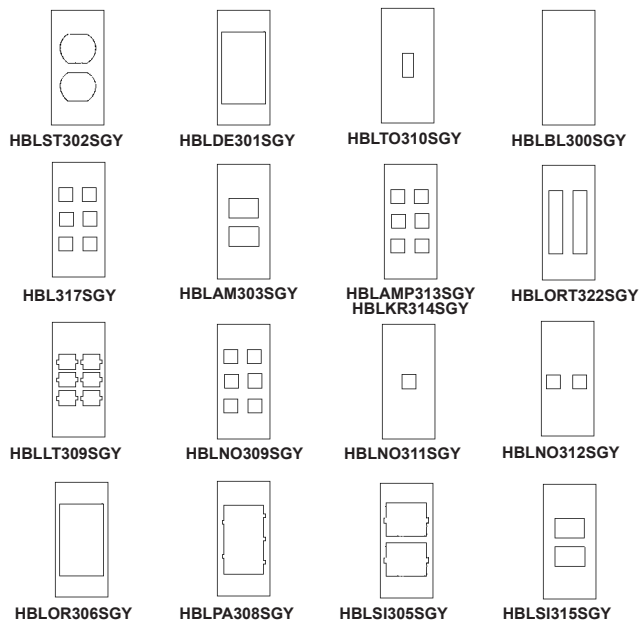 HBLST302SGY
HBLDE301SGY
HBLTO310SGY
HBLBL300SGY
HBL317SGY
HBLAM303SGY
HBLAMP313SGY
HBLKR314SGY
HBLORT322SGY
HBLLT309SGY
HBLNO309SGY
HBLNO311SGY
HBLNO312SGY
HBLOR306SGY
HBLPA308SGY
HBLSI305SGY
HBLSI315SGY